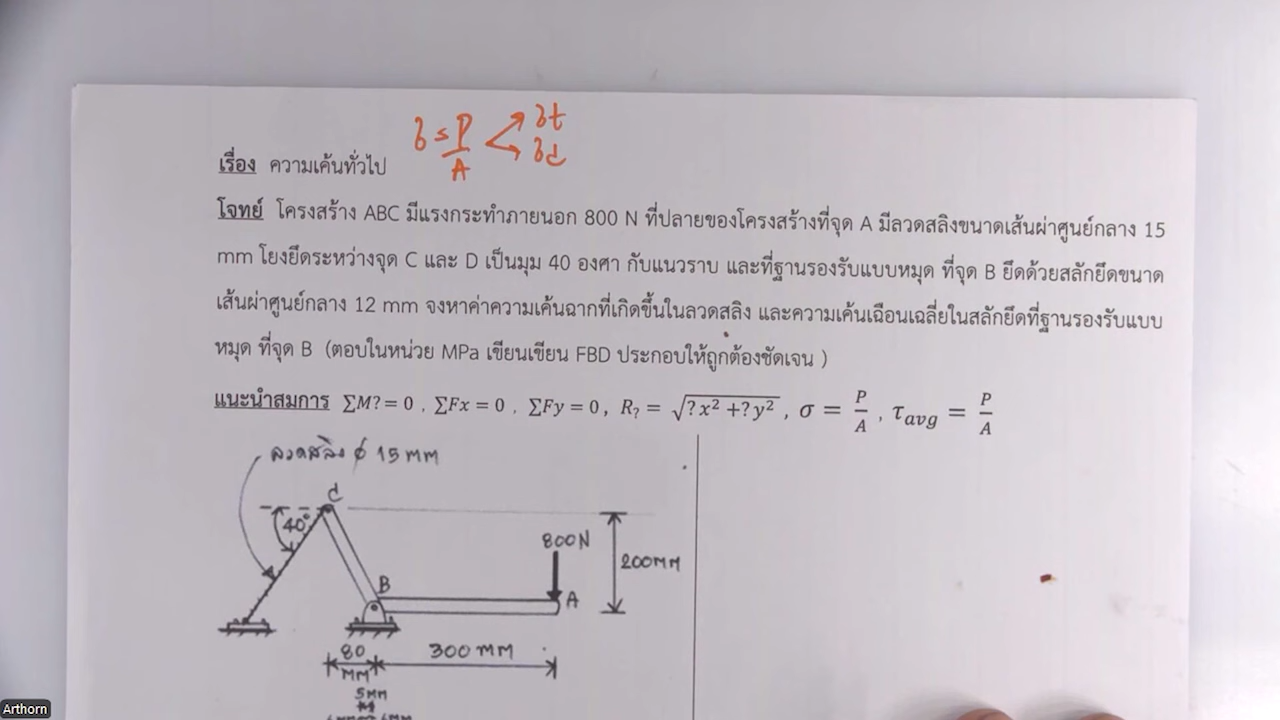 σ = P/A σt
σc
เรื่อง ความเค้นทั่วไป
โจทย์ โครงสร้าง ABC มีแรงกระทำภายนอก 800 N ที่ปลายของโครงสร้างที่จุด A มีลวดสลิงขนาดเส้นผ่าศูนย์กลาง 15
mm โยงยึดระหว่างจุด C และ D เป็นมุม 40 องศา กับแนวราบ และที่ฐานรองรับแบบหมุด ที่จุด B ยึดด้วยสลักยึดขนาด
เส้นผ่าศูนย์กลาง 12 mm จงหาค่าความเค้นฉากที่เกิดขึ้นในลวดสลิง และความเค้นเฉือนเฉลี่ยในสลักยึดที่ฐานรองรับแบบ
หมุด ที่จุด B (ตอบในหน่วย MPa เขียนเขียน FBD ประกอบให้ถูกต้องชัดเจน )
แนะนำสมการ ∑M? = 0 , ∑Fx = 0 , ∑Fy = 0, R? = √?x² +?y² , σ = P/A , τavg = P/A
ลวดสลิง φ 15 MM
C
40°
800N
200MM
B
A
80
MM
300 MM
5MM
Arthorn